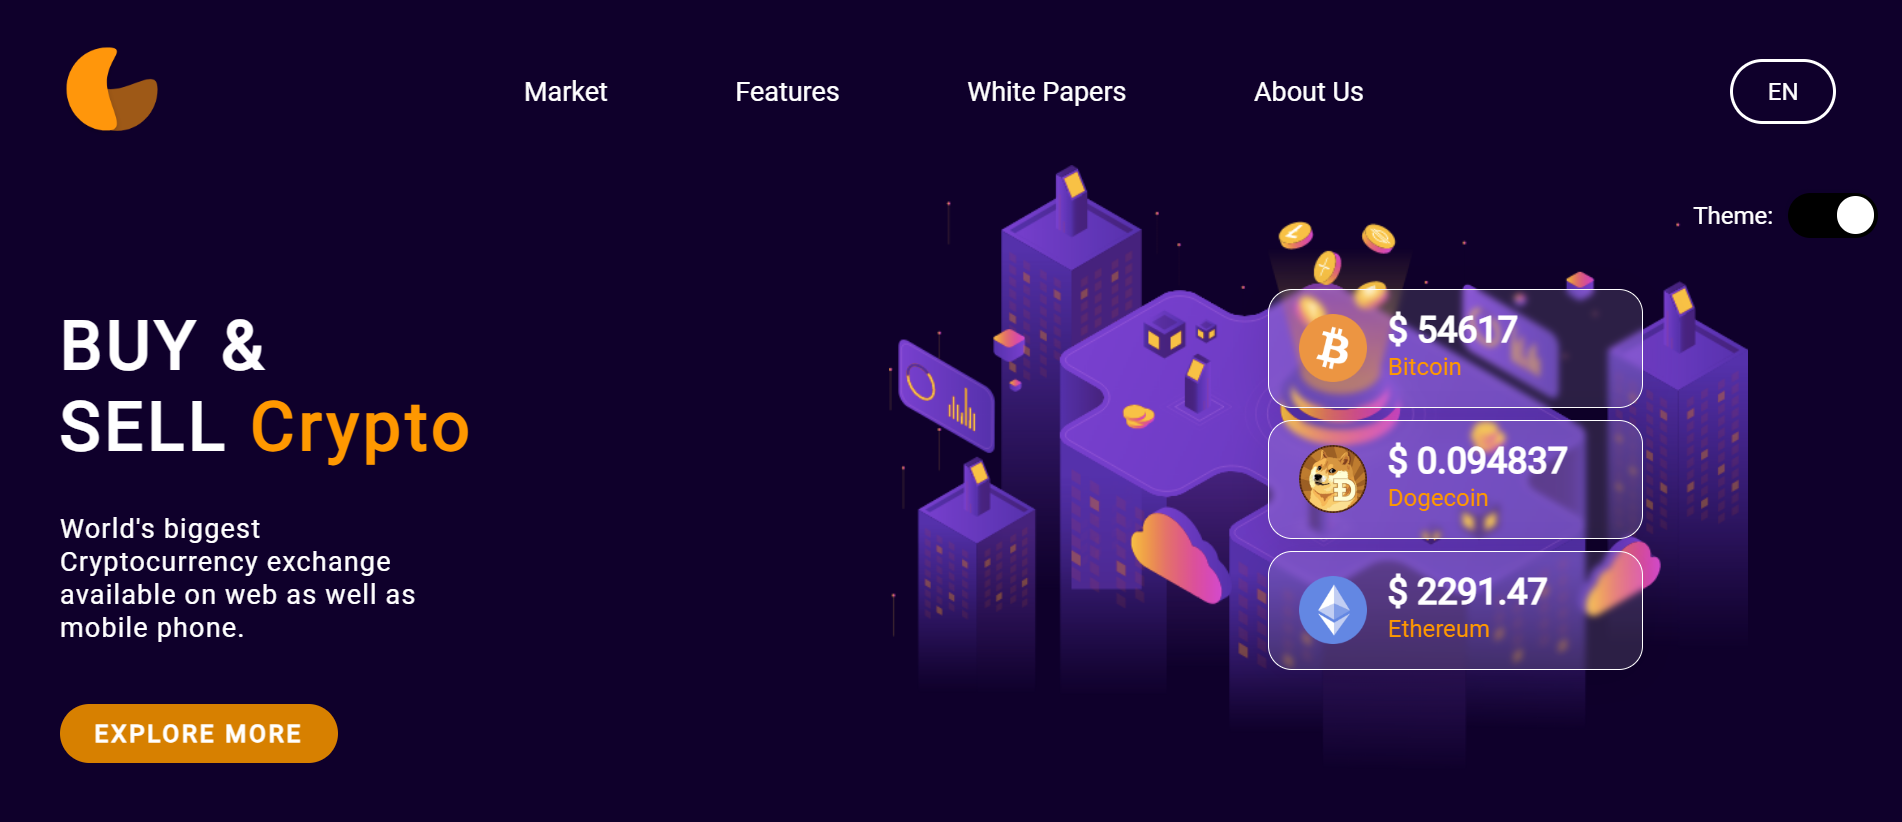 Market
Features
White Papers
About Us
EN
Theme:
BUY &
SELL Crypto
World's biggest
Cryptocurrency exchange
available on web as well as
mobile phone.
EXPLORE MORE
$ 54617
Bitcoin
$ 0.094837
Dogecoin
$ 2291.47
Ethereum